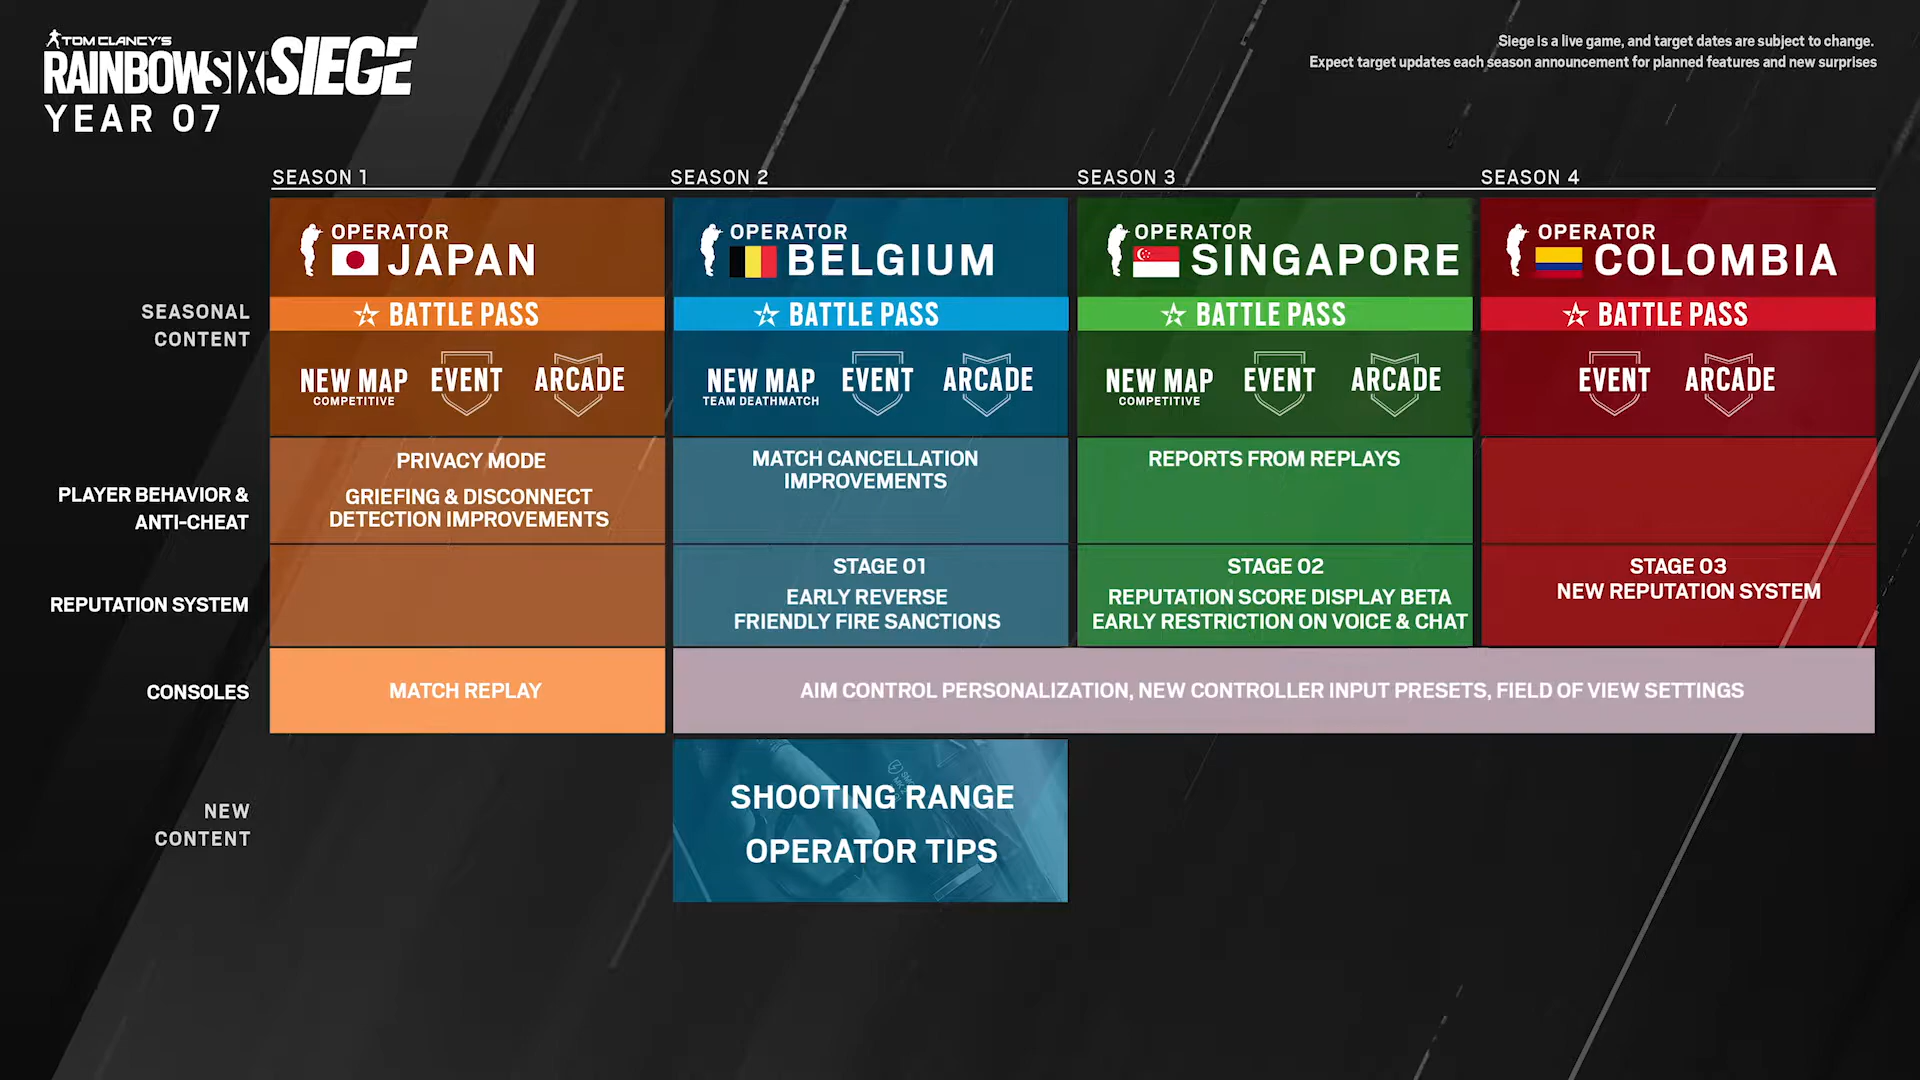 TOM CLANCY'S
RAINBOWSIX SIEGE
YEAR 07
Siege is a live game, and target dates are subject to change.
Expect target updates each season announcement for planned features and new surprises
SEASON 1
SEASON 2
SEASON 3
SEASON 4
OPERATOR
JAPAN
OPERATOR
BELGIUM
OPERATOR
SINGAPORE
OPERATOR
COLOMBIA
SEASONAL
CONTENT
BATTLE PASS
BATTLE PASS
BATTLE PASS
BATTLE PASS
NEW MAP
COMPETITIVE
EVENT
ARCADE
NEW MAP
TEAM DEATHMATCH
EVENT
ARCADE
NEW MAP
COMPETITIVE
EVENT
ARCADE
EVENT
ARCADE
PLAYER BEHAVIOR &
ANTI-CHEAT
PRIVACY MODE
GRIEFING & DISCONNECT
DETECTION IMPROVEMENTS
MATCH CANCELLATION
IMPROVEMENTS
REPORTS FROM REPLAYS
REPUTATION SYSTEM
STAGE 01
EARLY REVERSE
FRIENDLY FIRE SANCTIONS
STAGE 02
REPUTATION SCORE DISPLAY BETA
EARLY RESTRICTION ON VOICE & CHAT
STAGE 03
NEW REPUTATION SYSTEM
CONSOLES
MATCH REPLAY
AIM CONTROL PERSONALIZATION, NEW CONTROLLER INPUT PRESETS, FIELD OF VIEW SETTINGS
NEW
CONTENT
SHOOTING RANGE
OPERATOR TIPS